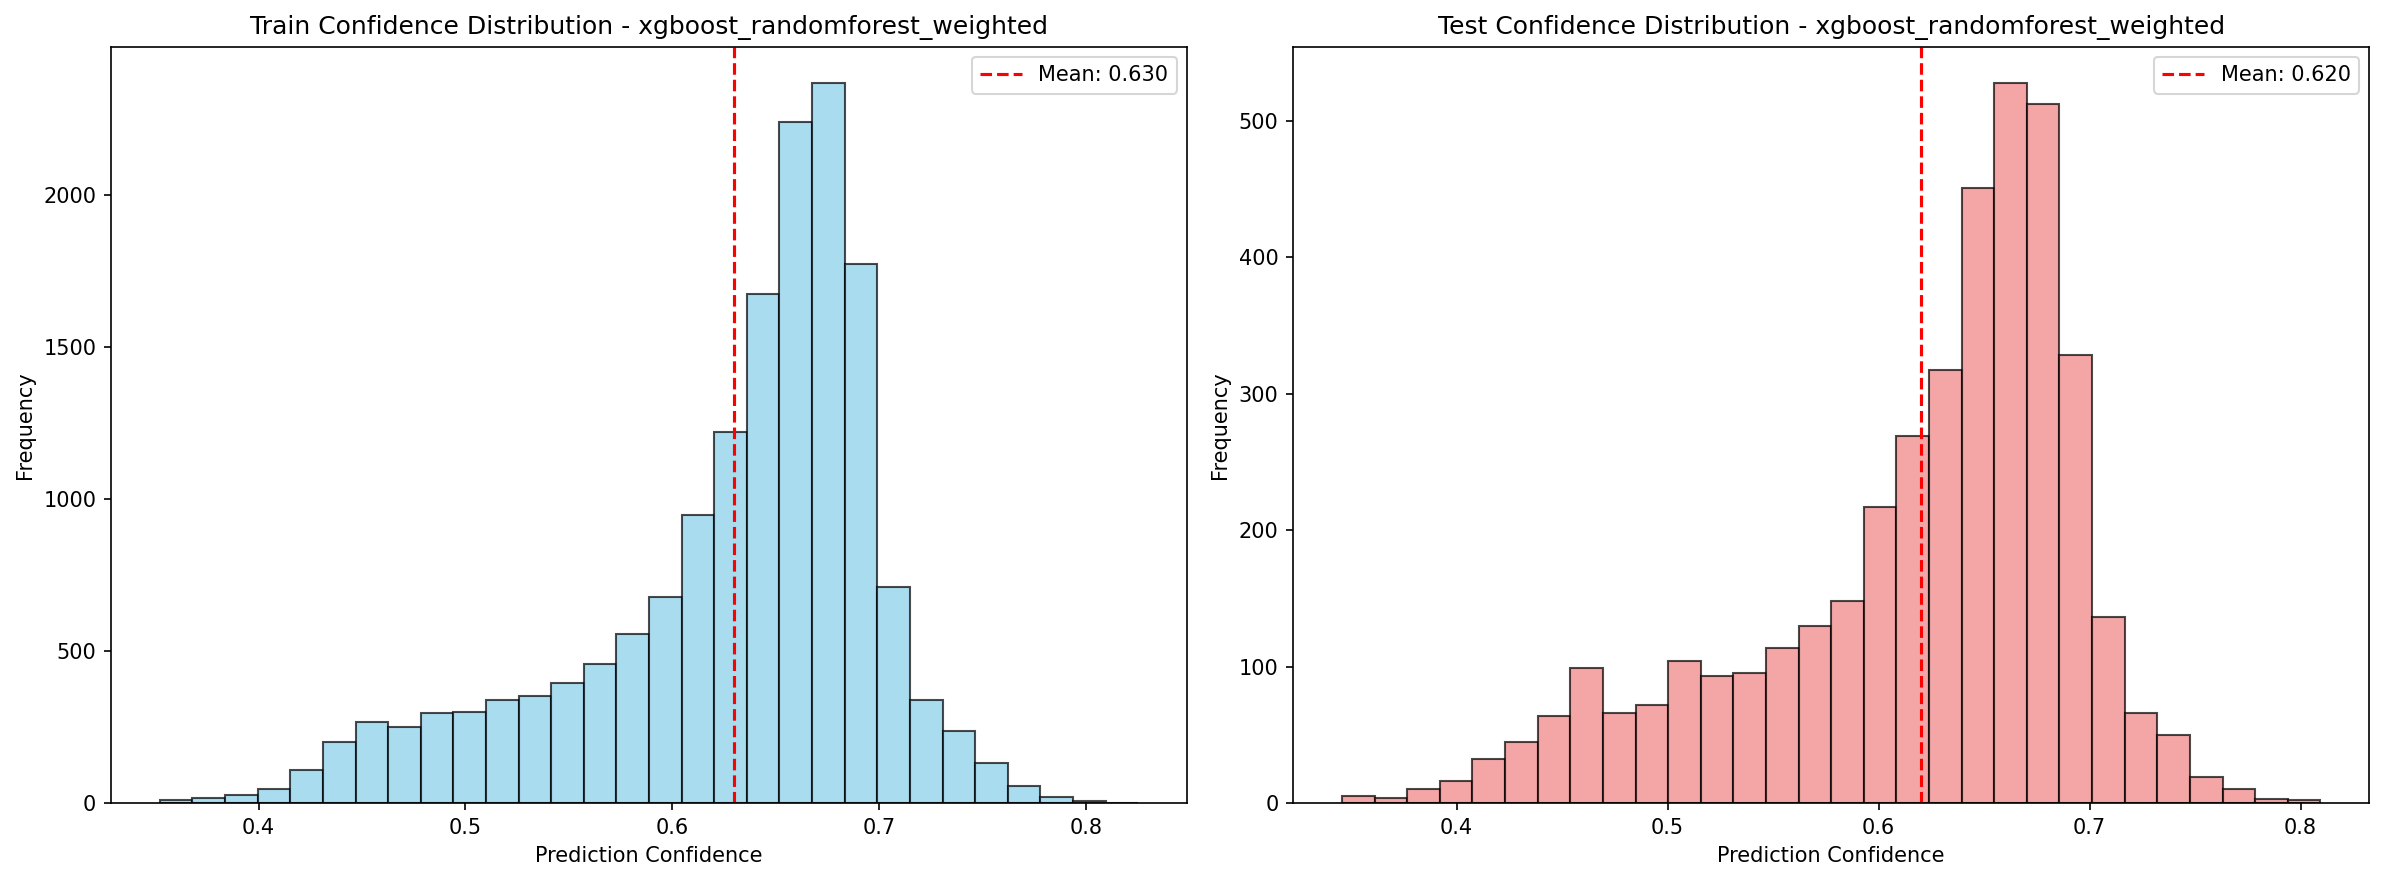 Train Confidence Distribution - xgboost_randomforest_weighted
Mean: 0.630
Frequency
2000
1500
1000
500
0
0.4 0.5 0.6 0.7 0.8
Prediction Confidence
Test Confidence Distribution - xgboost_randomforest_weighted
Mean: 0.620
Frequency
500
400
300
200
100
0
0.4 0.5 0.6 0.7 0.8
Prediction Confidence